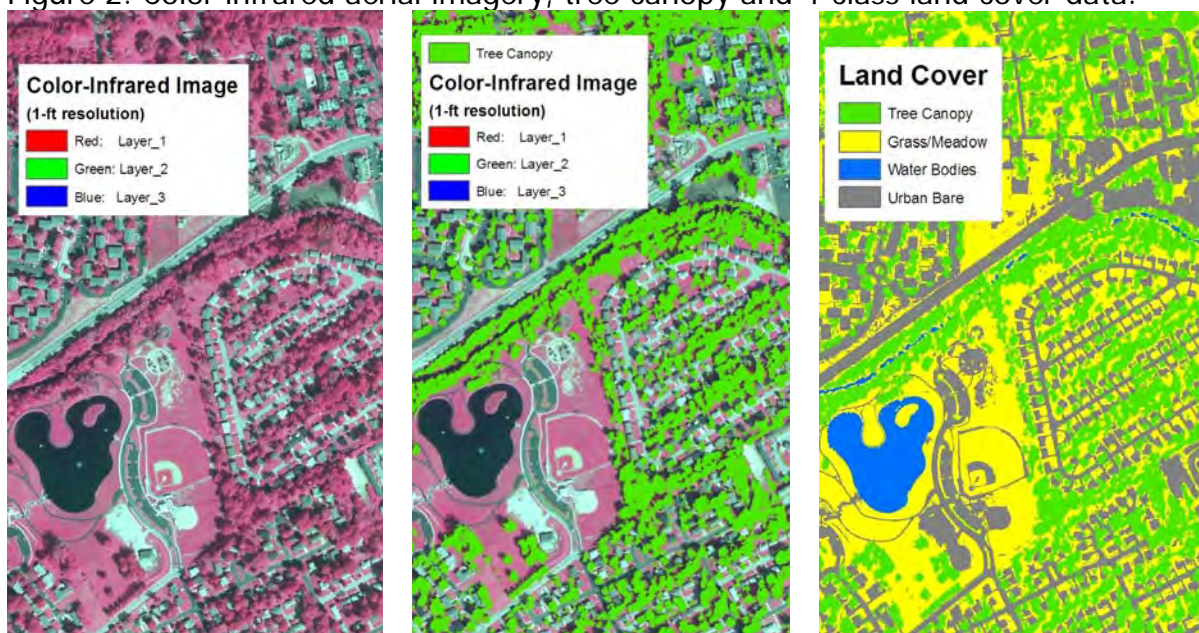 Figure 2. Color-infrared aerial imagery, tree canopy and 4-class land cover data.
Color-Infrared Image
(1-ft resolution)
Red: Layer_1
Green: Layer_2
Blue: Layer_3
Tree Canopy
Color-Infrared Image
(1-ft resolution)
Red: Layer_1
Green: Layer_2
Blue: Layer_3
Land Cover
Tree Canopy
Grass/Meadow
Water Bodies
Urban Bare